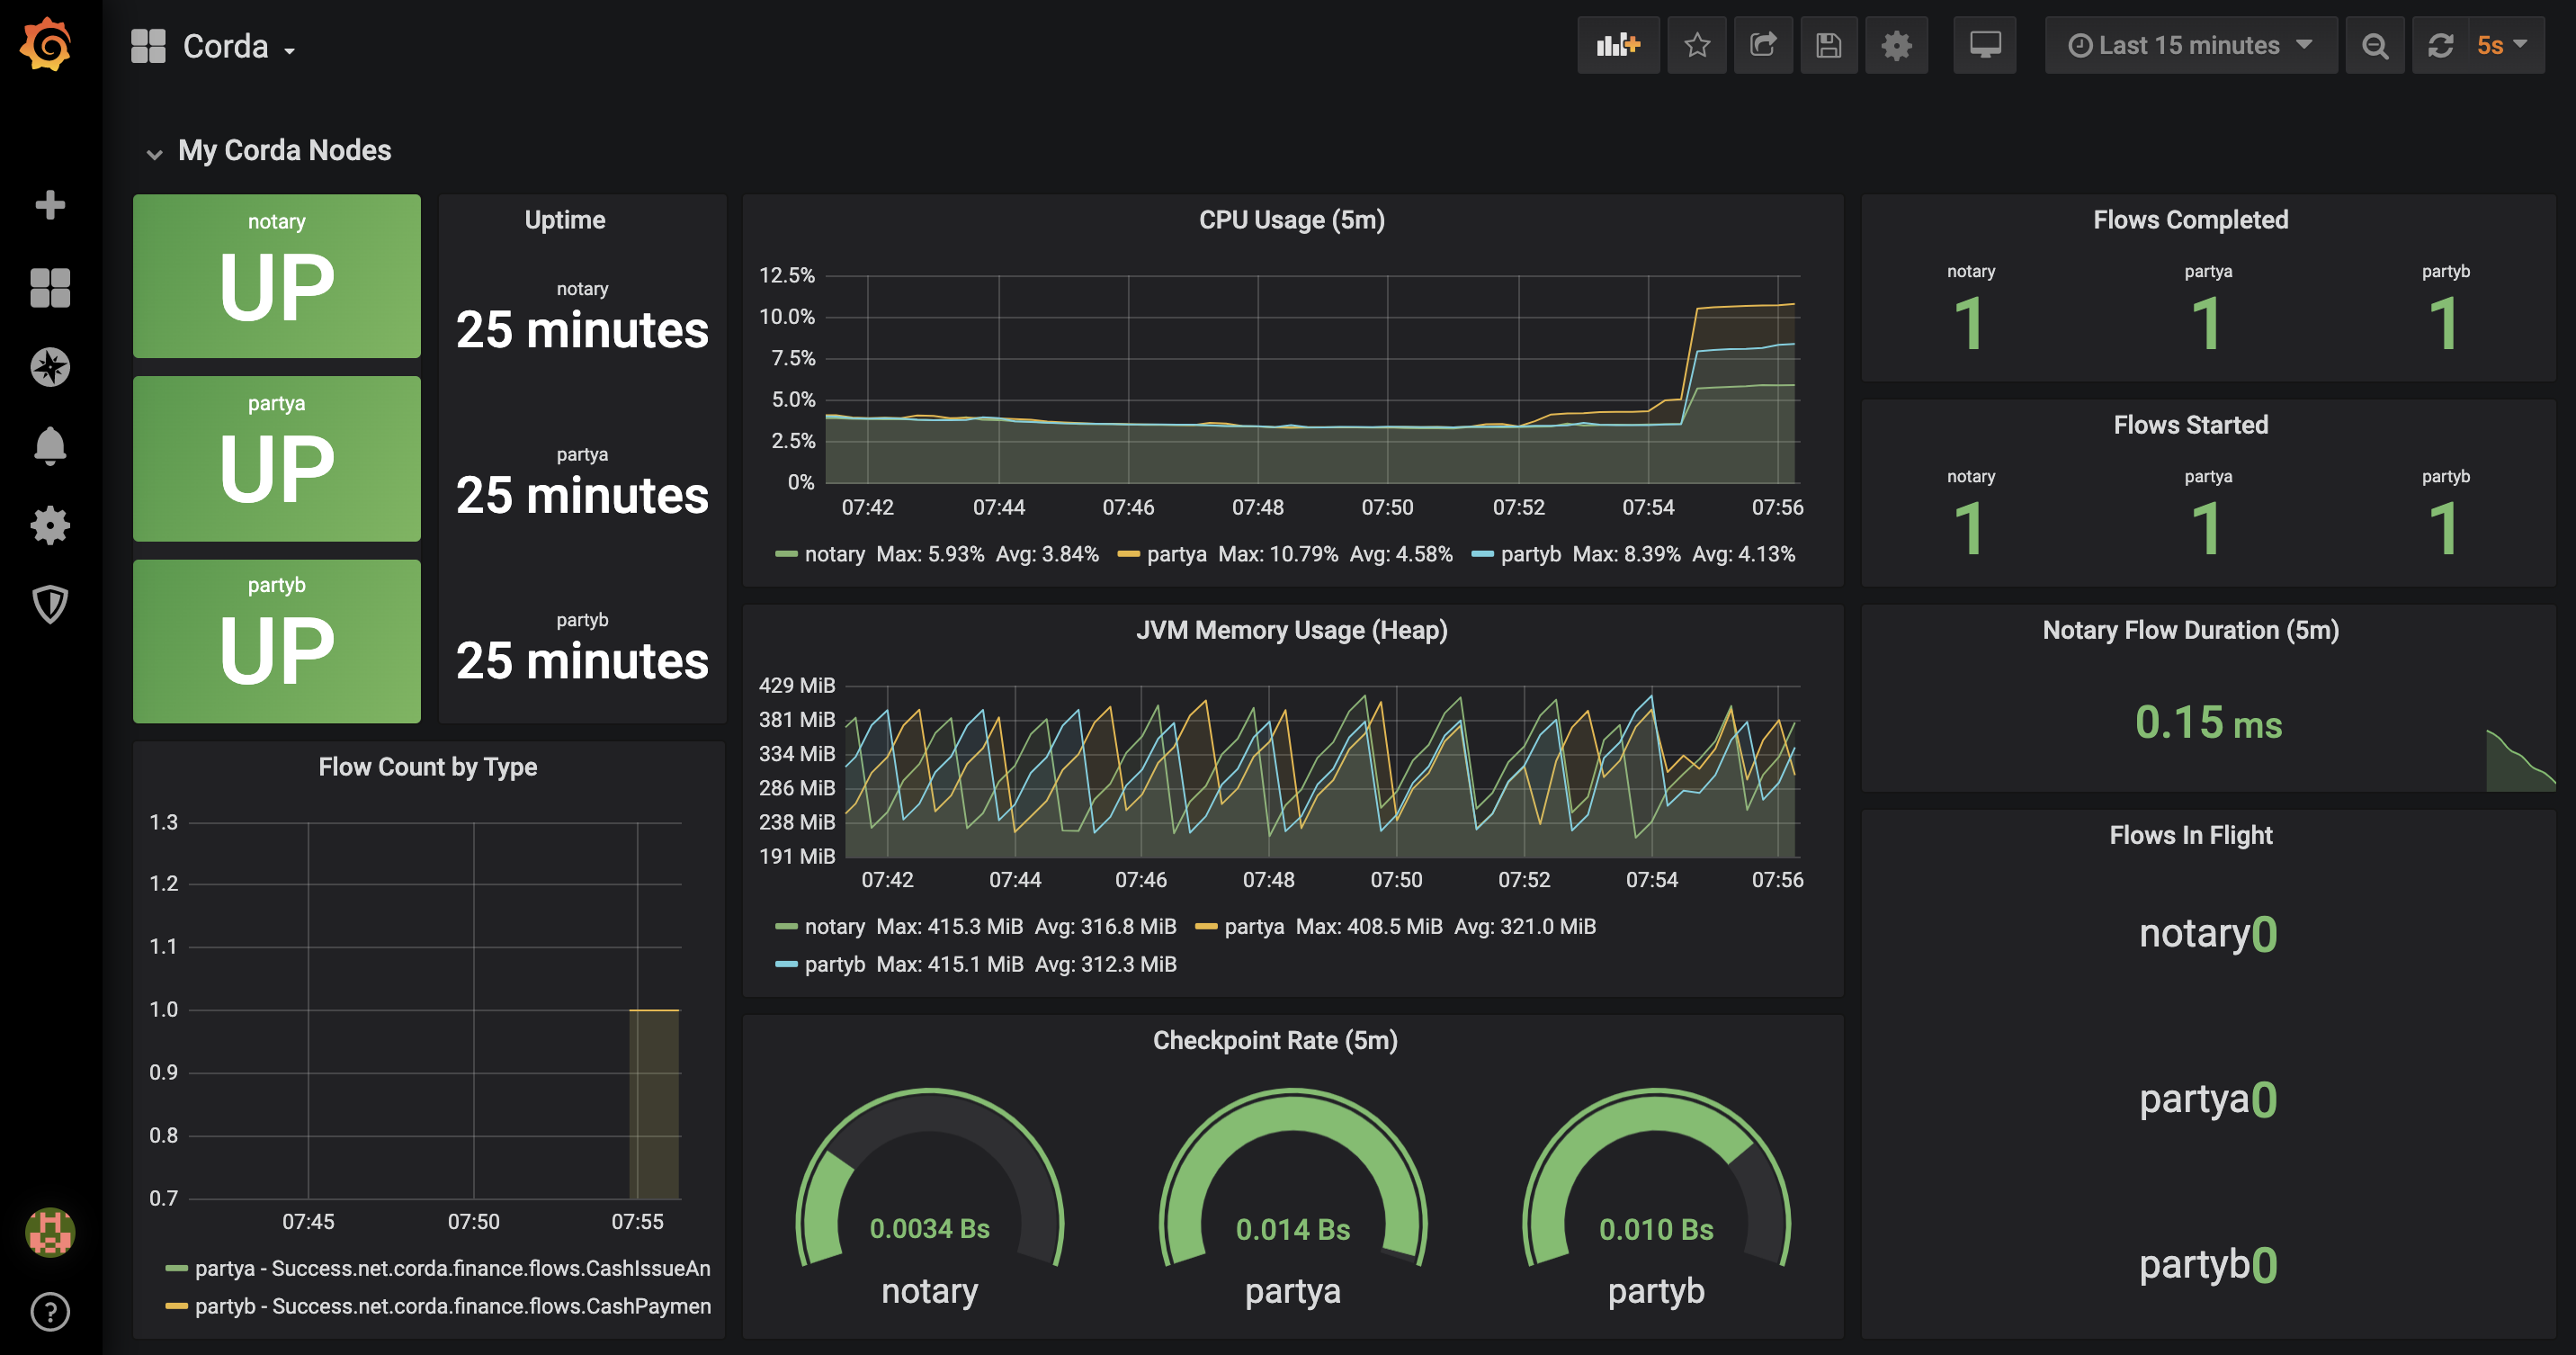 Corda
Last 15 minutes
5s
My Corda Nodes
notary
UP
partya
UP
partyb
UP
Uptime
notary
25 minutes
partya
25 minutes
partyb
25 minutes
CPU Usage (5m)
12.5%
10.0%
7.5%
5.0%
2.5%
0%
07:42 07:44 07:46 07:48 07:50 07:52 07:54 07:56
notary Max: 5.93% Avg: 3.84% partya Max: 10.79% Avg: 4.58% partyb Max: 8.39% Avg: 4.13%
Flows Completed
notary partya partyb
1 1 1
Flows Started
notary partya partyb
1 1 1
JVM Memory Usage (Heap)
429 MiB
381 MiB
334 MiB
286 MiB
238 MiB
191 MiB
07:42 07:44 07:46 07:48 07:50 07:52 07:54 07:56
notary Max: 415.3 MiB Avg: 316.8 MiB partya Max: 408.5 MiB Avg: 321.0 MiB
partyb Max: 415.1 MiB Avg: 312.3 MiB
Notary Flow Duration (5m)
0.15 ms
Flow Count by Type
1.3
1.2
1.1
1.0
0.9
0.8
0.7
07:45 07:50 07:55
partya - Success.net.corda.finance.flows.CashIssueAn
partyb - Success.net.corda.finance.flows.CashPaymen
Checkpoint Rate (5m)
0.0034 Bs 0.014 Bs 0.010 Bs
notary partya partyb
Flows In Flight
notary0
partya0
partyb0